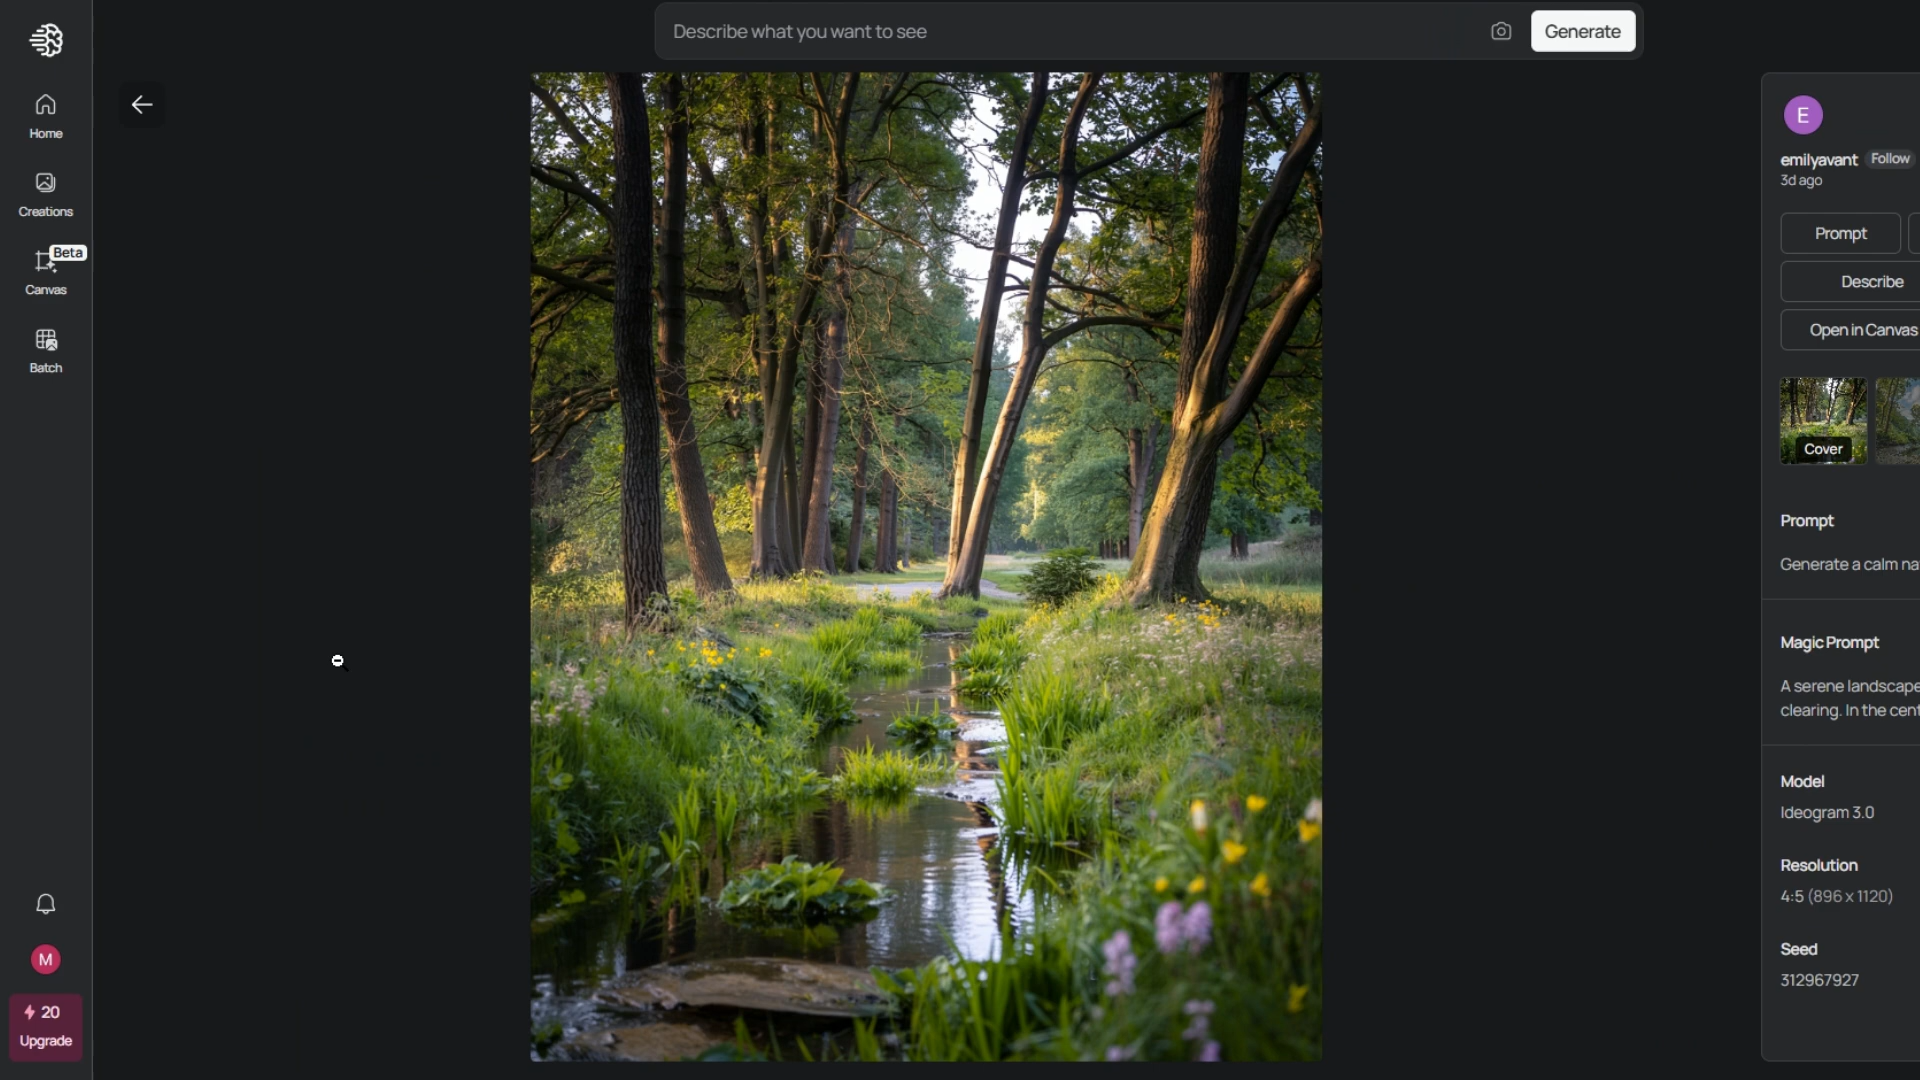 Describe what you want to see
Generate
Home
Creations
Beta
Canvas
Batch
M
20
Upgrade
E
emilyavant Follow
3d ago
Prompt
Describe
Open in Canvas
Cover
Prompt
Generate a calm
Magic Prompt
A serene landscape
clearing. In the
Model
Ideogram 3.0
Resolution
4:5 (896 x 1120)
Seed
312967927